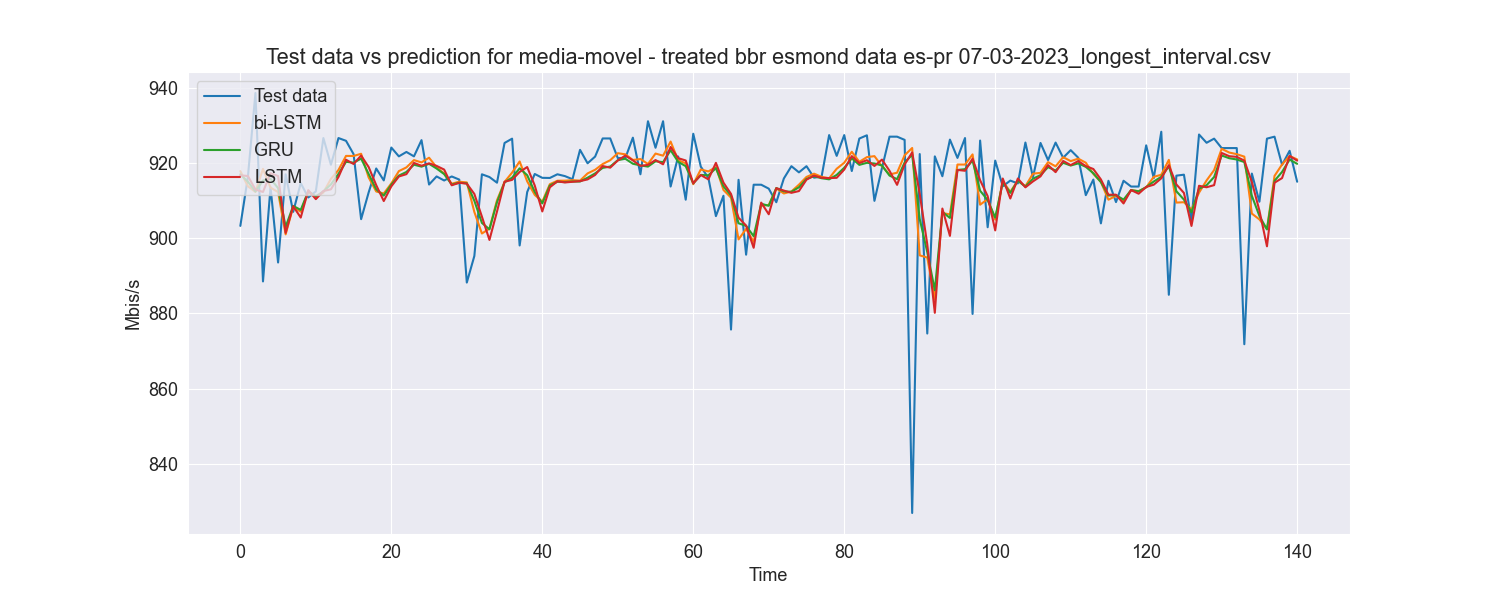 Test data vs prediction for media-movel - treated bbr esmond data es-pr 07-03-2023_longest_interval.csv
940
920
900
880
860
840
Mbis/s
Test data
bi-LSTM
GRU
LSTM
0
20
40
60
80
100
120
140
Time